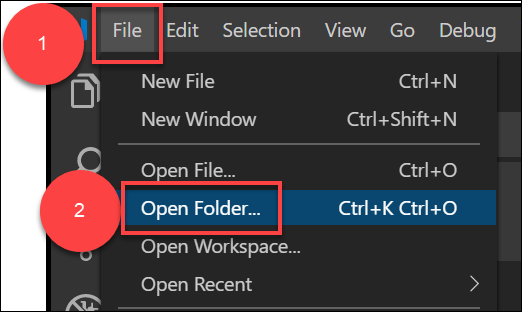 1 File Edit Selection View Go Debug
New File Ctrl+N
New Window Ctrl+Shift+N
Open File... Ctrl+O
2 Open Folder... Ctrl+K Ctrl+O
Open Workspace...
Open Recent